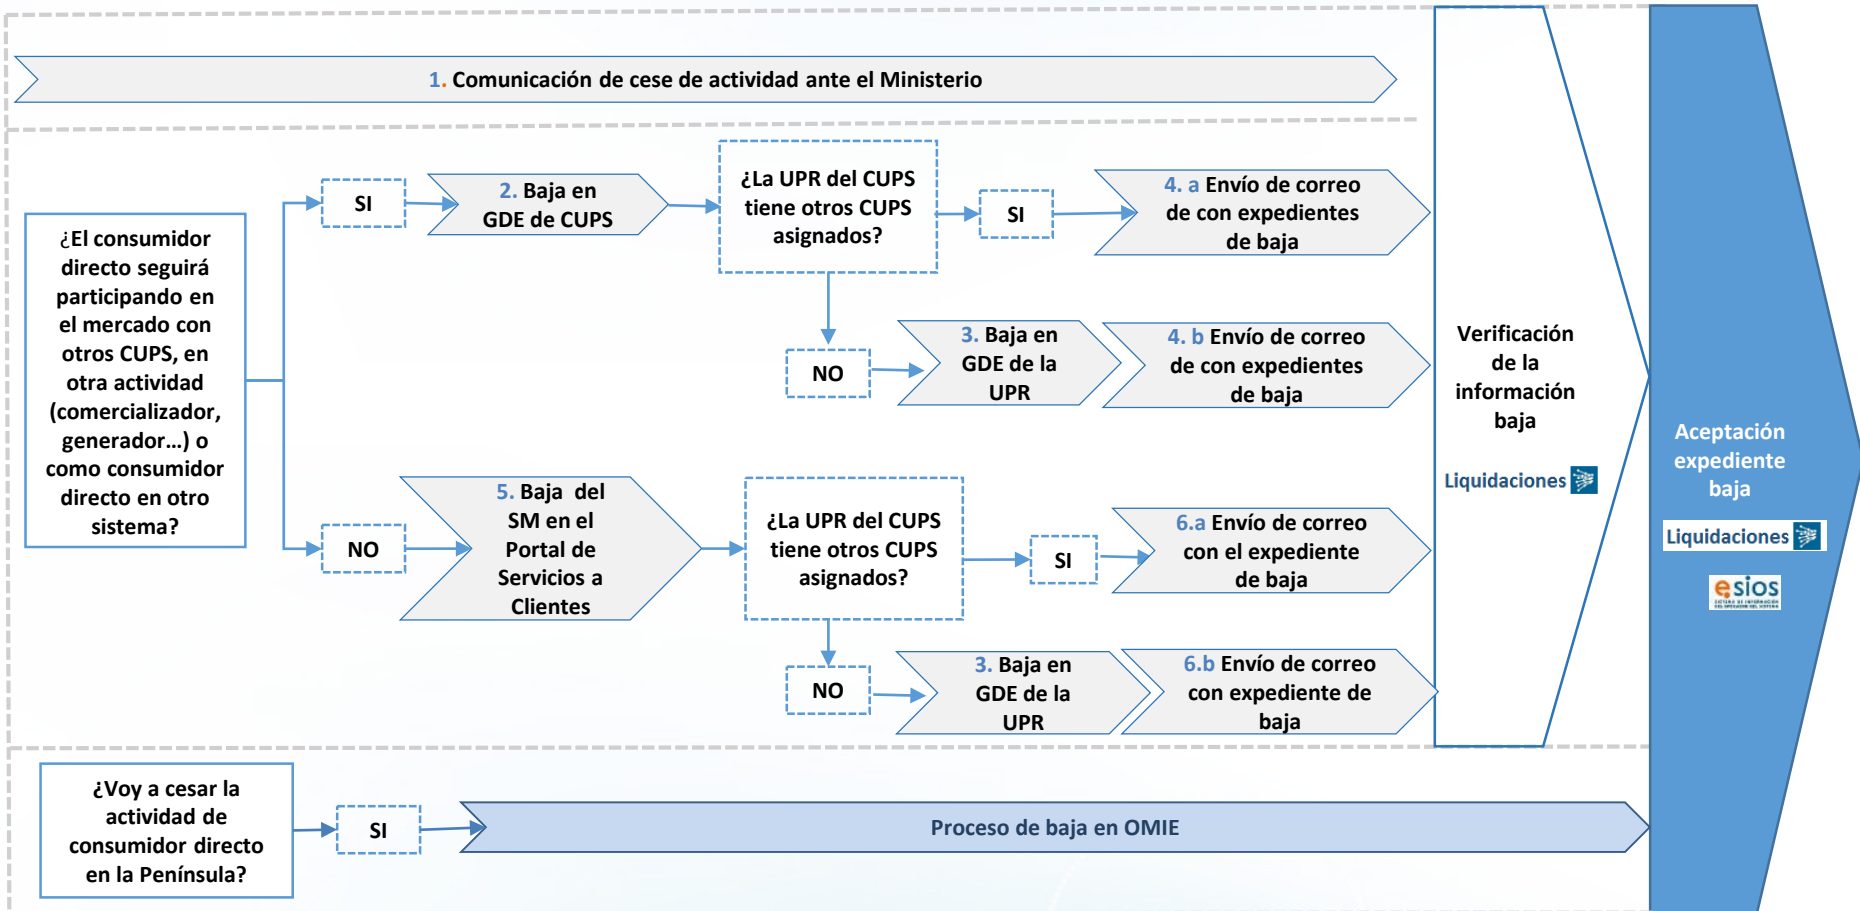 1. Comunicación de cese de actividad ante el Ministerio
¿El consumidor
directo seguirá
participando en
el mercado con
otros CUPS, en
otra actividad
(comercializador,
generador...) o
como consumidor
directo en otro
sistema?
SI
2. Baja en
GDE de CUPS
¿La UPR del CUPS
tiene otros CUPS
asignados?
SI
4. a Envío de correo
de con expedientes
de baja
NO
3. Baja en
GDE de la
UPR
4. b Envío de correo
de con expedientes
de baja
NO
5. Baja del
SM en el
Portal de
Servicios a
Clientes
¿La UPR del CUPS
tiene otros CUPS
asignados?
SI
6.a Envío de correo
con el expediente
de baja
NO
3. Baja en
GDE de la
UPR
6.b Envío de correo
con expediente de
baja
Verificación
de la
información
baja
Liquidaciones
Aceptación
expediente
baja
Liquidaciones
esios
SISTEMA DE INFORMACIÓN
DEL OPERADOR DEL SISTEMA
¿Voy a cesar la
actividad de
consumidor directo
en la Península?
SI
Proceso de baja en OMIE